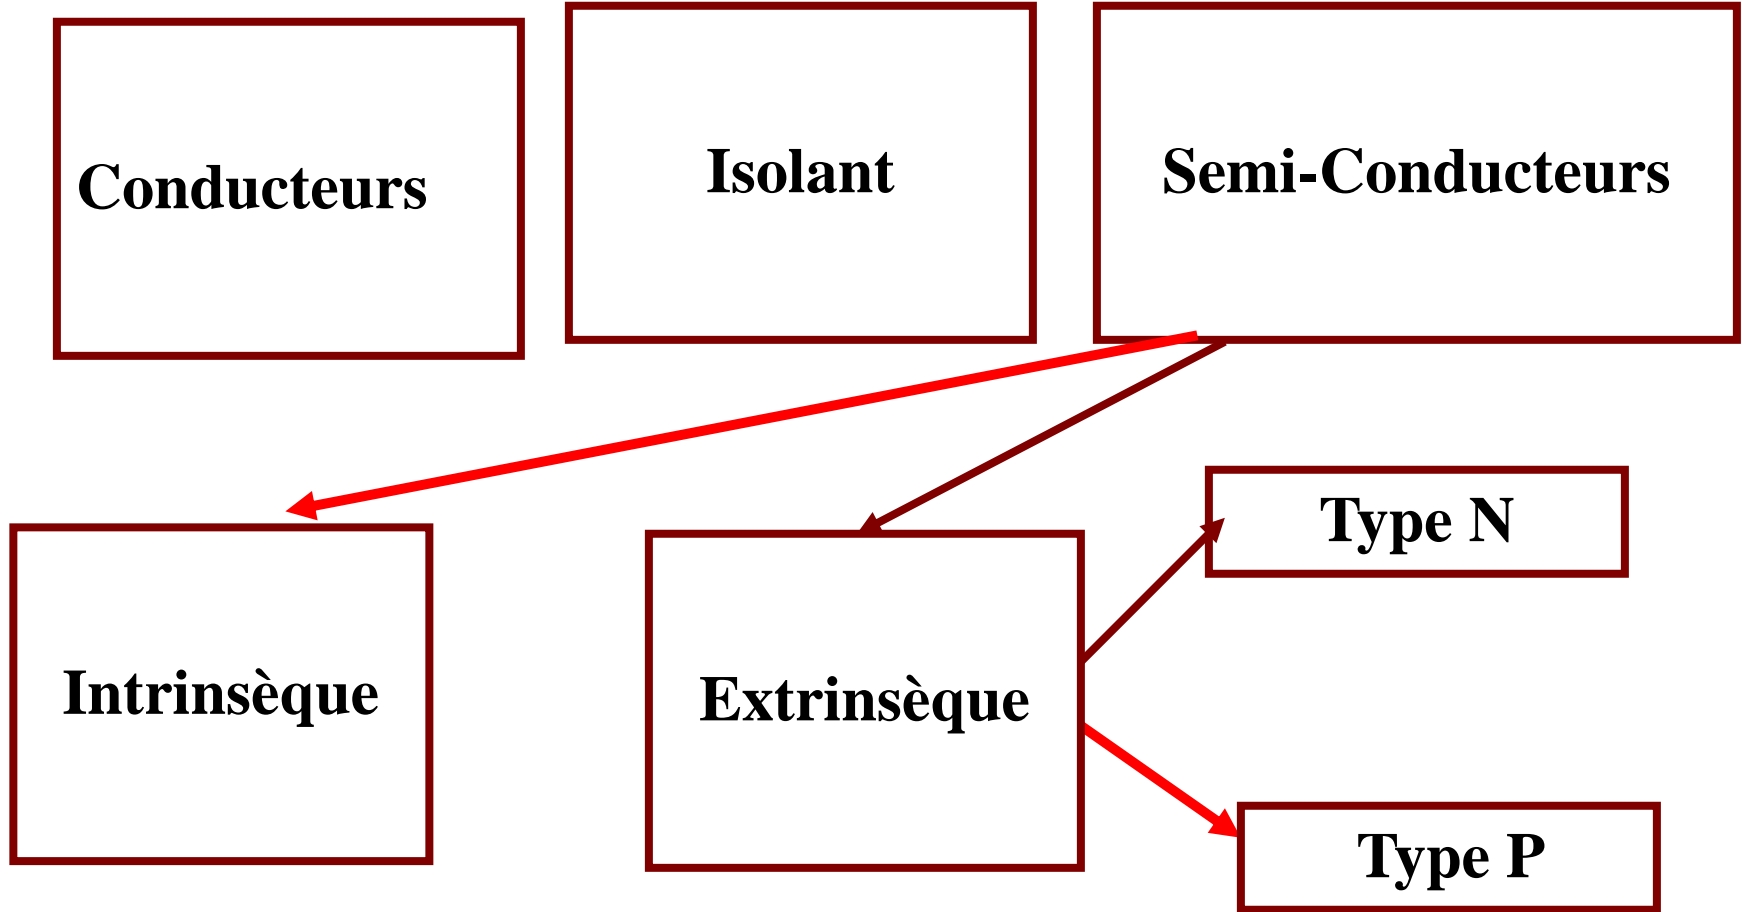 Conducteurs
Isolant
Semi-Conducteurs
Intrinsèque
Extrinsèque
Type N
Type P